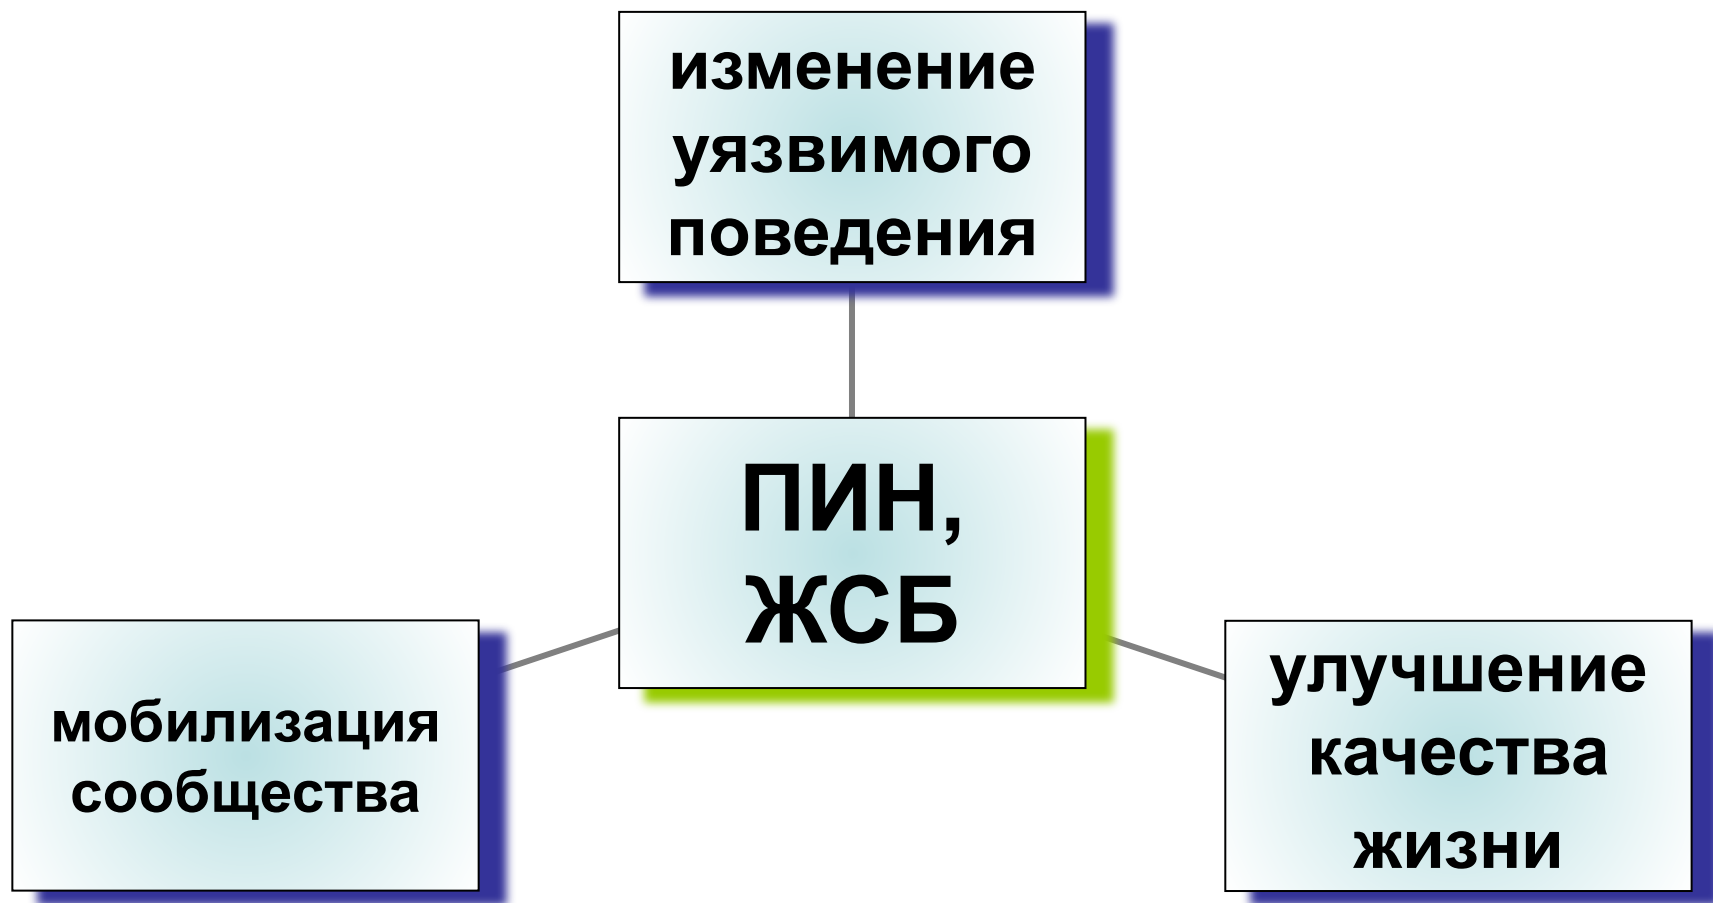 изменение
уязвимого
поведения
ПИН,
ЖСБ
мобилизация
сообщества
улучшение
качества
жизни